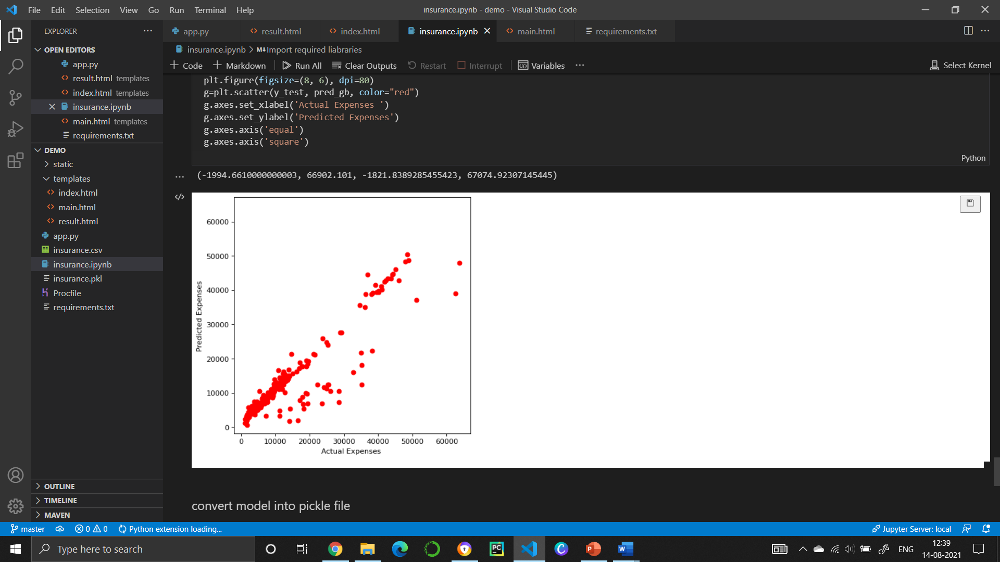 File Edit Selection View Go Run Terminal Help
insurance.ipynb - demo - Visual Studio Code
EXPLORER
app.py
result.html
index.html
insurance.ipynb
main.html
requirements.txt
OPEN EDITORS
app.py
result.html templates
index.html templates
insurance.ipynb
main.html templates
requirements.txt
DEMO
static
templates
index.html
main.html
result.html
app.py
insurance.csv
insurance.ipynb
insurance.pkl
Procfile
requirements.txt
OUTLINE
TIMELINE
MAVEN
insurance.ipynb > M↓Import required liabraries
+ Code + Markdown Run All Clear Outputs Restart Interrupt Variables ...
Select Kernel
plt.figure(figsize=(8, 6), dpi=80)
g=plt.scatter(y_test, pred_gb, color="red")
g.axes.set_xlabel('Actual Expenses ')
g.axes.set_ylabel('Predicted Expenses')
g.axes.axis('equal')
g.axes.axis('square')
Python
(-1994.6610000000003, 66902.101, -1821.8389285455423, 67074.92307145445)
Predicted Expenses
60000
50000
40000
30000
20000
10000
0
0 10000 20000 30000 40000 50000 60000
Actual Expenses
convert model into pickle file
master 0 0 Python extension loading...
Jupyter Server: local
Type here to search
PC
P
W
ENG
12:39
14-08-2021